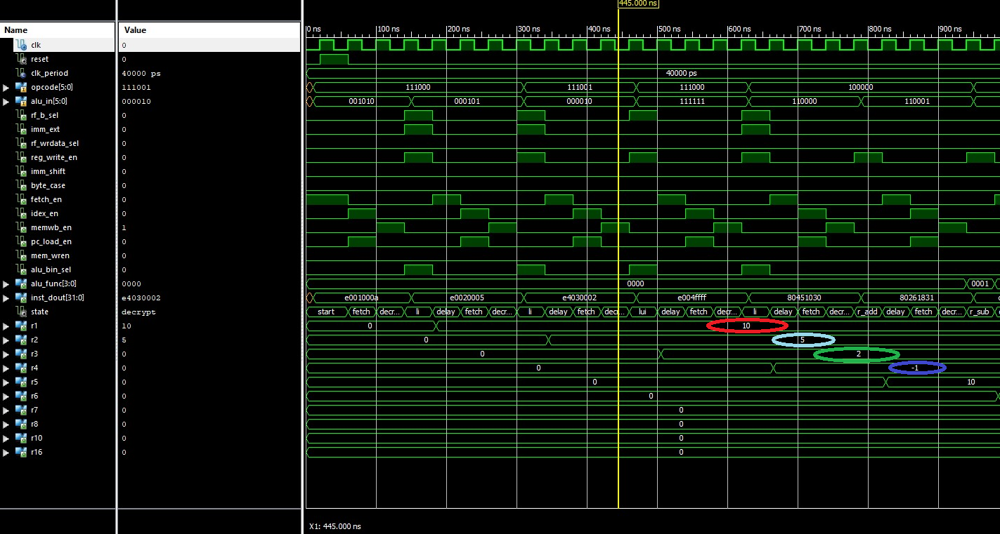 445.000 ns
Name Value
0 ns 100 ns 200 ns 300 ns 400 ns 500 ns 600 ns 700 ns 800 ns 900 ns
clk 0
reset 0
clk_period 40000 ps 40000 ps
opcode[5:0] 111001 111000 111001 111000 100000
alu_in[5:0] 000010 001010 000101 000010 111111 110000 110001
rf_b_sel 0
imm_ext 0
rf_wrdata_sel 0
reg_write_en 0
imm_shift 0
byte_case 0
fetch_en 0
idex_en 0
memwb_en 1
pc_load_en 0
mem_wren 0
alu_bin_sel 0
alu_func[3:0] 0000 0000 0001
inst_dout[31:0] e4030002 e001000a e0020005 e4030002 e004ffff 80451030 80261831
state decrypt start fetch decr... li delay fetch decr... li delay fetch decr... lui delay fetch decr... li delay fetch decr... r_add delay fetch decr... r_sub
r1 10 0 10
r2 5 0 5
r3 0 0 2
r4 0 0 -1
r5 0 0 10
r6 0 0
r7 0 0
r8 0 0
r10 0 0
r16 0 0
X1: 445.000 ns